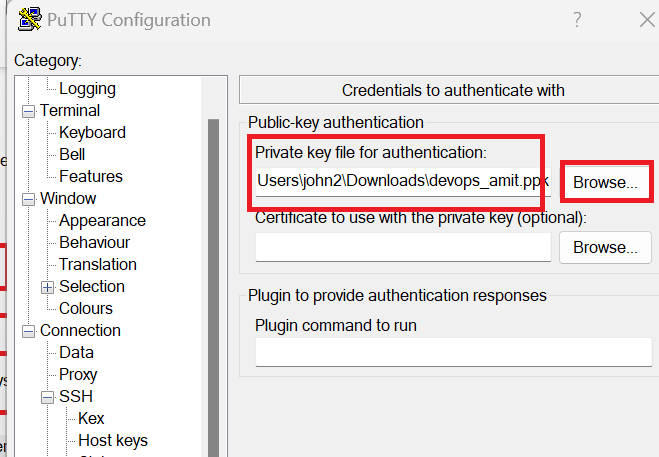 PuTTY Configuration
?
Category:
Logging
Terminal
Keyboard
Bell
Features
Window
Appearance
Behaviour
Translation
Selection
Colours
Connection
Data
Proxy
SSH
Kex
Host keys
Credentials to authenticate with
Public-key authentication
Private key file for authentication:
Users\john2\Downloads\devops_amit.ppk
Browse...
Certificate to use with the private key (optional):
Browse...
Plugin to provide authentication responses
Plugin command to run